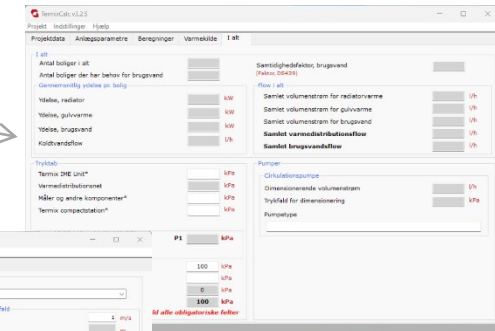 TermixCalc v.1.2.5
Projekt Indstillinger Hjælp
Projektdata Anlægsparametre Beregninger Varmekilde I alt
I alt
Antal boliger i alt
Antal boliger der har behov for brugsvand
Samtidighedsfaktor, brugsvand
(Faktor, DS439)
Gennemsnitlig ydelse pr. bolig
Ydelse, radiator kW
Ydelse, gulvvarme kW
Ydelse, brugsvand kW
Koldtvandsflow l/h
Flow i alt
Samlet volumenstrøm for radiatorvarme l/h
Samlet volumenstrøm for gulvvarme l/h
Samlet volumenstrøm for brugsvand l/h
Samlet varmedistributionsflow l/h
Samlet brugsvandsflow l/h
Tryktab
Termix IME Unit* kPa
Varmedistributionsnet kPa
Måler og andre komponenter* kPa
Termix compactstation* kPa
P1 kPa
100 kPa
kPa
0 kPa
100 kPa
ld alle obligatoriske felter
Pumper
Cirkulationspumpe
Dimensionerende volumenstrøm l/h
Trykfald for dimensionering kPa
Pumpetype
fald
m/s